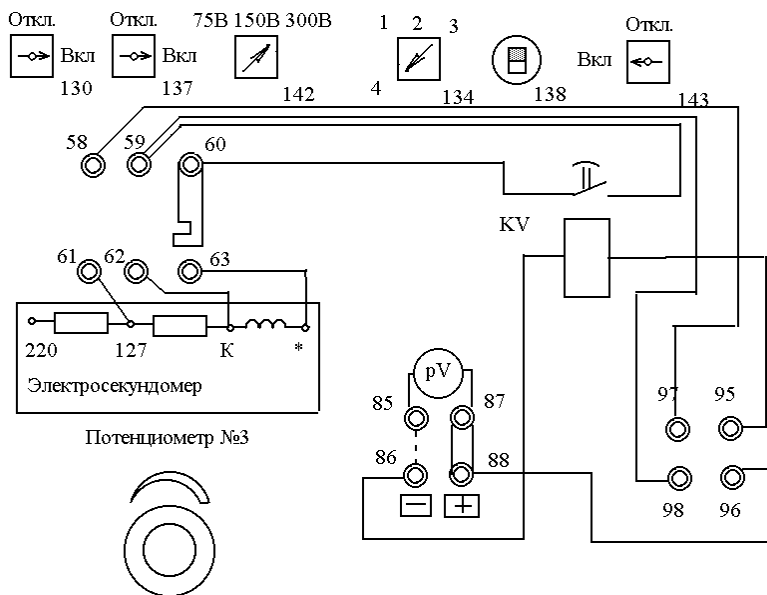 Откл. Откл. 75В 150В 300В 1 2 3 Откл.
Вкл Вкл Вкл
130 137 142 4 134 138 143
58 59 60
KV
61 62 63
220 127 К *
Электросекундомер
pV
85 87 97 95
Потенциометр №3
86 88
− +
98 96